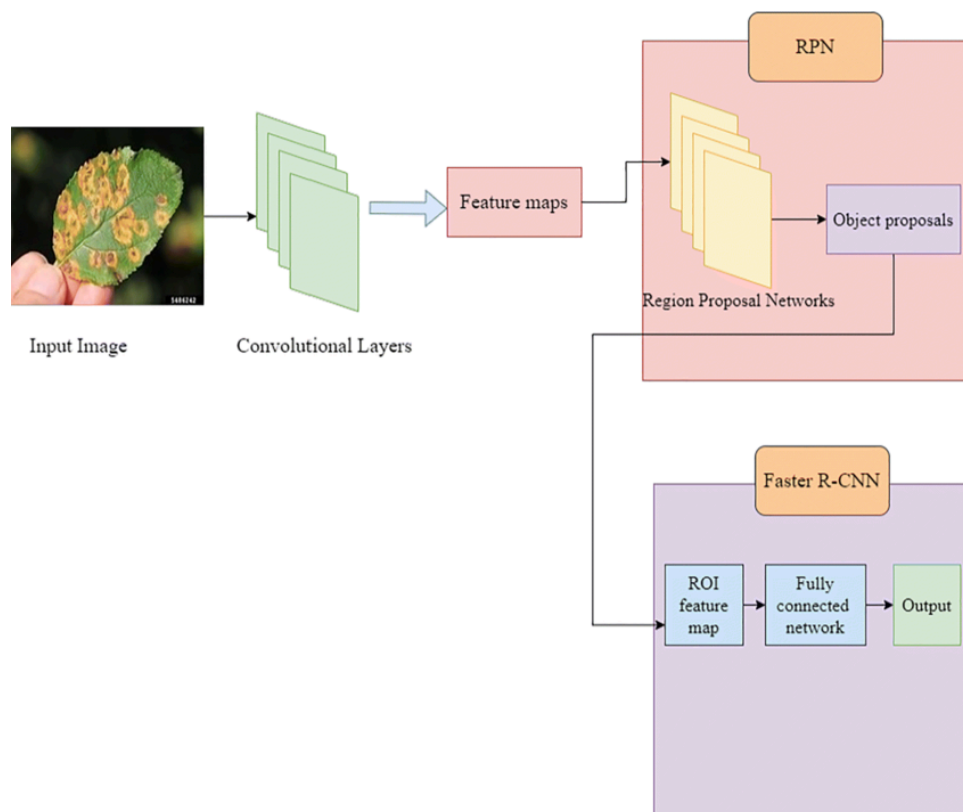 RPN
Feature maps
Object proposals
Region Proposal Networks
5404242
Input Image
Convolutional Layers
Faster R-CNN
ROI
feature
map
Fully
connected
network
Output